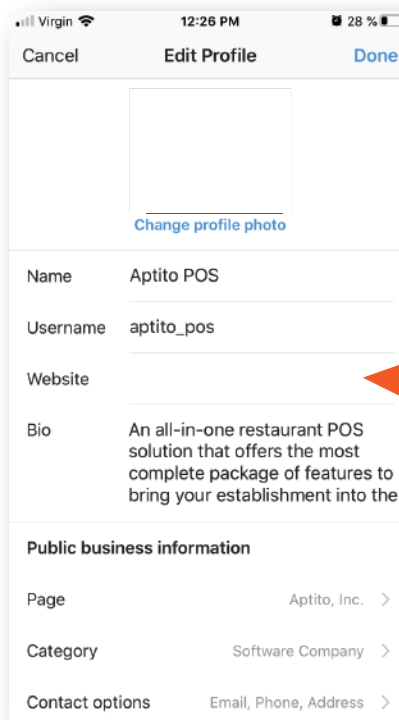 Virgin 12:26 PM 28 %
Cancel Edit Profile Done
Change profile photo
Name Aptito POS
Username aptito_pos
Website
Bio An all-in-one restaurant POS
solution that offers the most
complete package of features to
bring your establishment into the
Public business information
Page Aptito, Inc.
Category Software Company
Contact options Email, Phone, Address